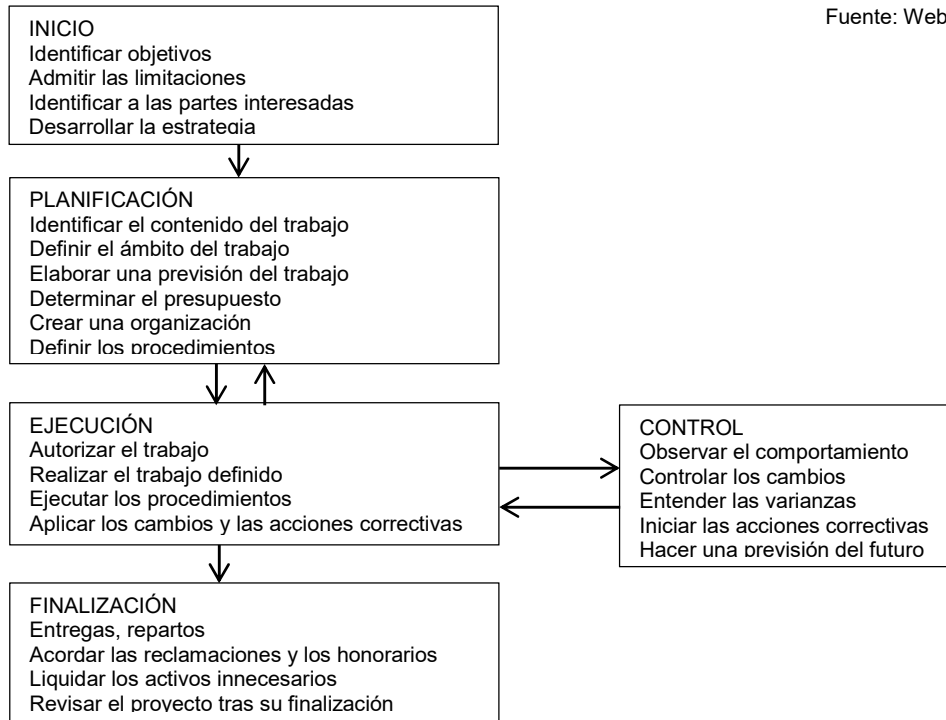 Fuente: Web
INICIO
Identificar objetivos
Admitir las limitaciones
Identificar a las partes interesadas
Desarrollar la estrategia
PLANIFICACIÓN
Identificar el contenido del trabajo
Definir el ámbito del trabajo
Elaborar una previsión del trabajo
Determinar el presupuesto
Crear una organización
Definir los procedimientos
EJECUCIÓN
Autorizar el trabajo
Realizar el trabajo definido
Ejecutar los procedimientos
Aplicar los cambios y las acciones correctivas
CONTROL
Observar el comportamiento
Controlar los cambios
Entender las varianzas
Iniciar las acciones correctivas
Hacer una previsión del futuro
FINALIZACIÓN
Entregas, repartos
Acordar las reclamaciones y los honorarios
Liquidar los activos innecesarios
Revisar el proyecto tras su finalización